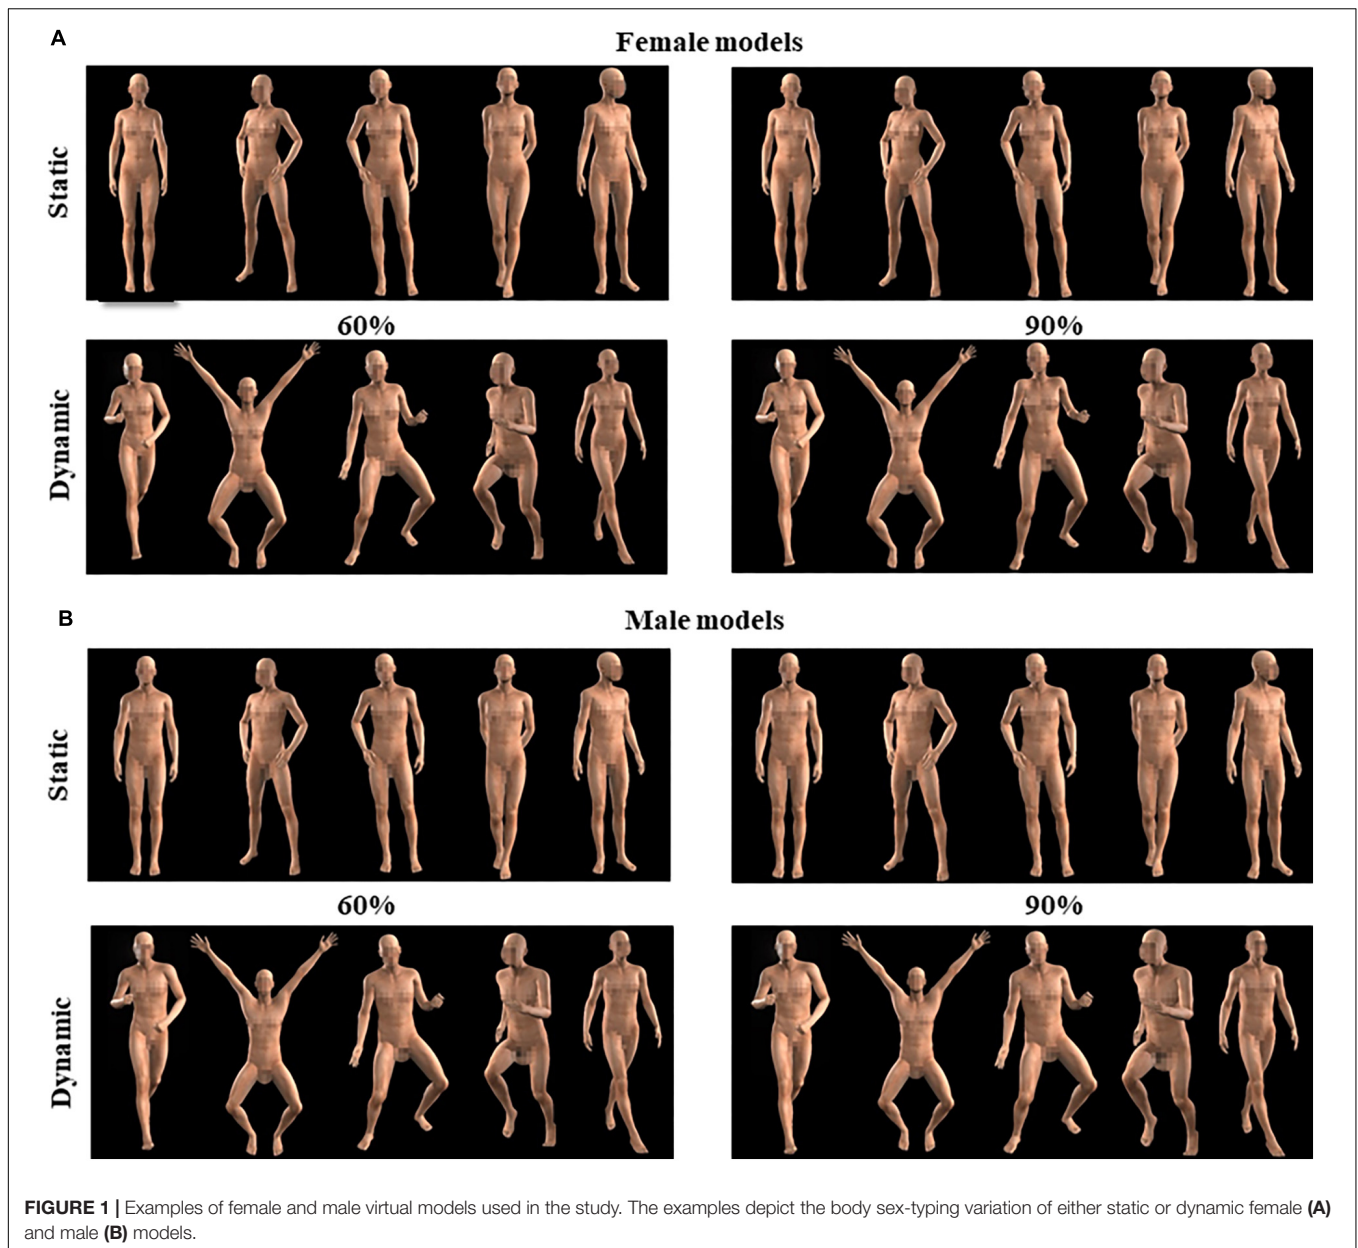 A
Female models
Static
60%
90%
Dynamic
B
Male models
Static
60%
90%
Dynamic
FIGURE 1 | Examples of female and male virtual models used in the study. The examples depict the body sex-typing variation of either static or dynamic female (A)
and male (B) models.